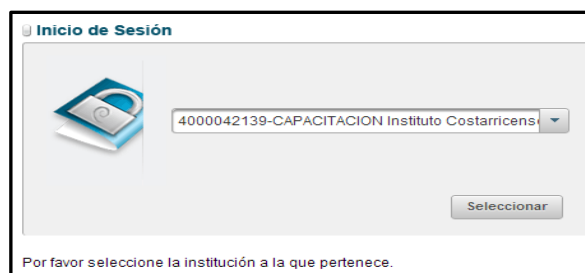 Inicio de Sesión
4000042139-CAPACITACION Instituto Costarricens
Seleccionar
Por favor seleccione la institución a la que pertenece.